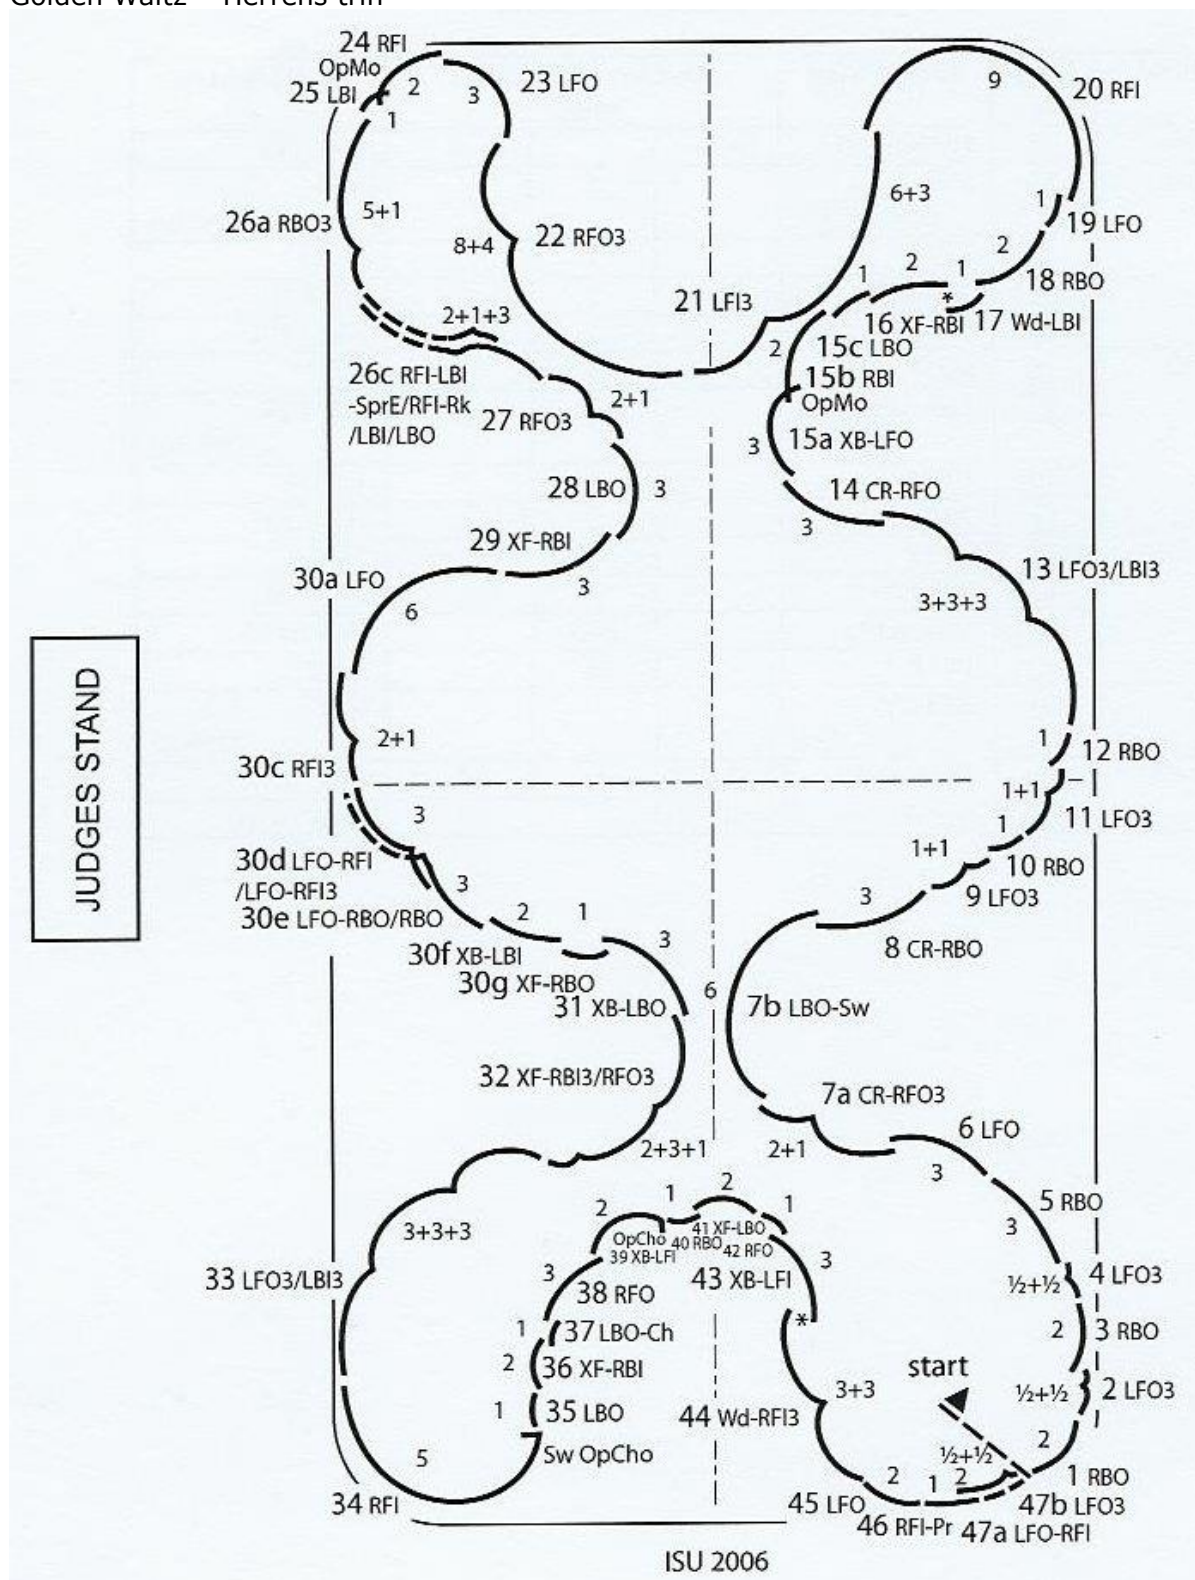 Golden Waltz – Herrens trin
24 RFI
OpMo
25 LBI
2
3
1
23 LFO
9
20 RFI
26a RBO3
5+1
8+4
22 RFO3
6+3
1
19 LFO
2
18 RBO
1
2
1
*
16 XF-RBI
17 Wd-LBI
21 LFI3
2+1+3
26c RFI-LBI
-SprE/RFI-Rk
/LBI/LBO
2
15c LBO
15b RBI
OpMo
27 RFO3
2+1
3
15a XB-LFO
28 LBO
3
14 CR-RFO
3
29 XF-RBI
3
30a LFO
6
13 LFO3/LBI3
3+3+3
JUDGES STAND
2+1
30c RFI3
1
12 RBO
1+1
11 LFO3
3
1
10 RBO
1+1
9 LFO3
30d LFO-RFI
/LFO-RFI3
30e LFO-RBO/RBO
3
2
1
3
30f XB-LBI
30g XF-RBO
31 XB-LBO
3
8 CR-RBO
6
7b LBO-Sw
32 XF-RBI3/RFO3
7a CR-RFO3
6 LFO
2+3+1
2+1
3
5 RBO
3
3+3+3
33 LFO3/LBI3
2
1
2
1
OpCho
39 XB-LFI
40 RBO
41 XF-LBO
42 RFO
43 XB-LFI
3
4 LFO3
½+½
3
38 RFO
*
1
37 LBO-Ch
2
36 XF-RBI
1
35 LBO
Sw OpCho
2
3 RBO
start
½+½
2 LFO3
3+3
44 Wd-RFI3
5
34 RFI
½+½
2
1 RBO
2
1
2
45 LFO
46 RFI-Pr
47a LFO-RFI
47b LFO3
ISU 2006